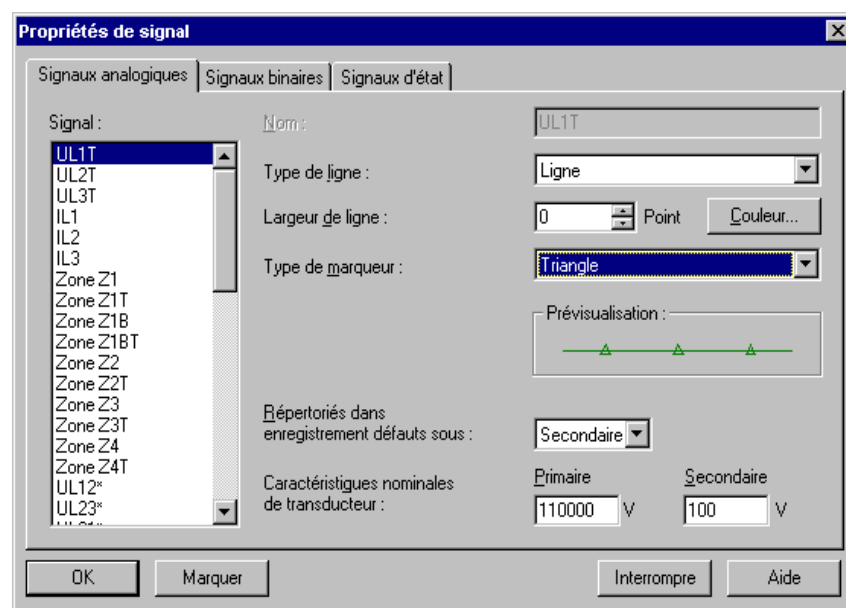 Propriétés de signal
Signaux analogiques
Signaux binaires
Signaux d'état
Signal :
UL1T
UL2T
UL3T
IL1
IL2
IL3
Zone Z1
Zone Z1T
Zone Z1B
Zone Z1BT
Zone Z2
Zone Z2T
Zone Z3
Zone Z3T
Zone Z4
Zone Z4T
UL12*
UL23*
Nom :
UL1T
Type de ligne :
Ligne
Largeur de ligne :
0
Point
Couleur...
Type de marqueur :
Triangle
Prévisualisation :
Répertoriés dans
enregistrement défauts sous :
Secondaire
Caractéristigues nominales
de transducteur :
Primaire
110000 V
Secondaire
100 V
OK
Marquer
Interrompre
Aide